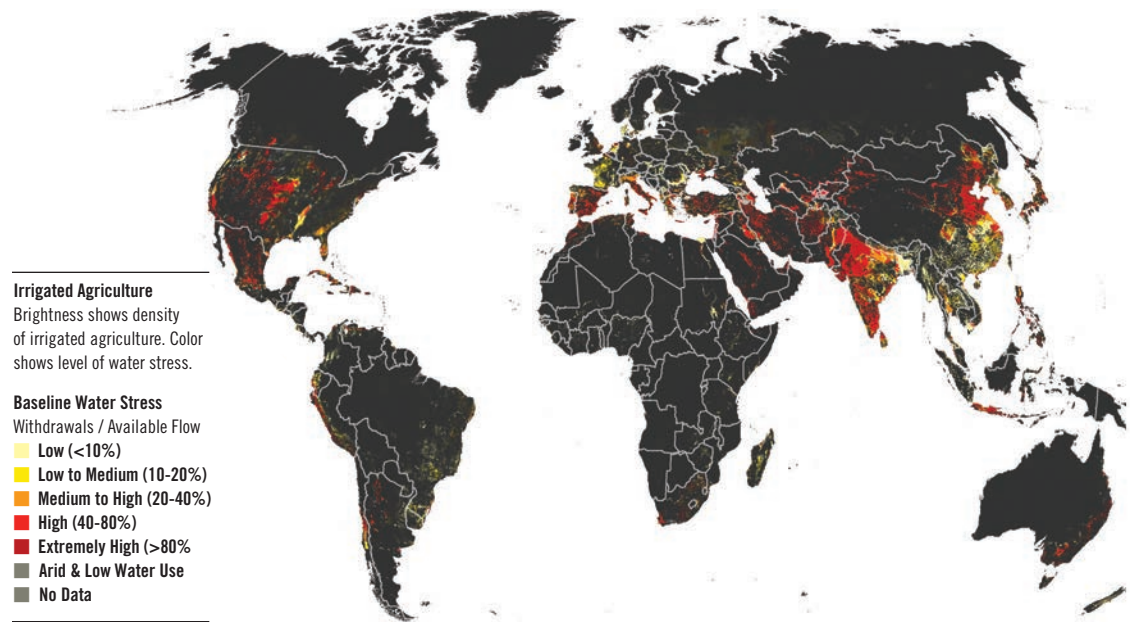 Irrigated Agriculture
Brightness shows density
of irrigated agriculture. Color
shows level of water stress.
Baseline Water Stress
Withdrawals / Available Flow
Low (<10%)
Low to Medium (10-20%)
Medium to High (20-40%)
High (40-80%)
Extremely High (>80%
Arid & Low Water Use
No Data